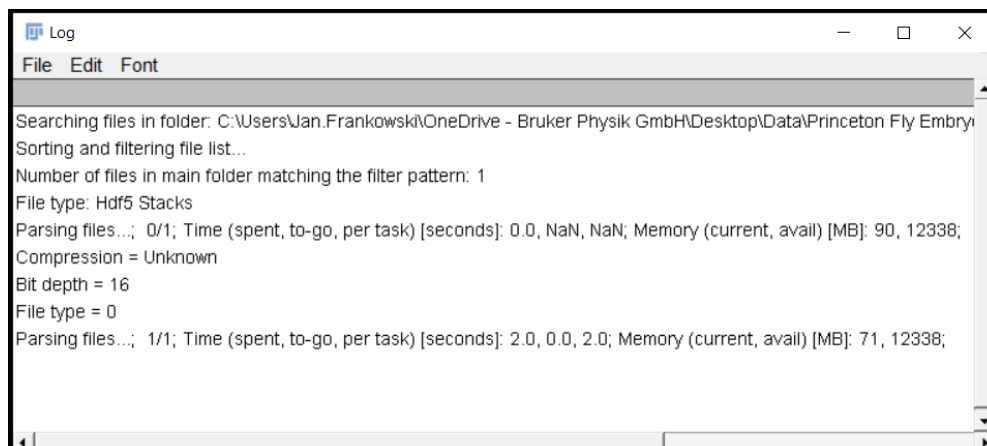 Log
File Edit Font
Searching files in folder: C:\Users\Jan.Frankowski\OneDrive - Bruker Physik GmbH\Desktop\Data\Princeton Fly Embryo
Sorting and filtering file list...
Number of files in main folder matching the filter pattern: 1
File type: Hdf5 Stacks
Parsing files...; 0/1; Time (spent, to-go, per task) [seconds]: 0.0, NaN, NaN; Memory (current, avail) [MB]: 90, 12338;
Compression = Unknown
Bit depth = 16
File type = 0
Parsing files...; 1/1; Time (spent, to-go, per task) [seconds]: 2.0, 0.0, 2.0; Memory (current, avail) [MB]: 71, 12338;